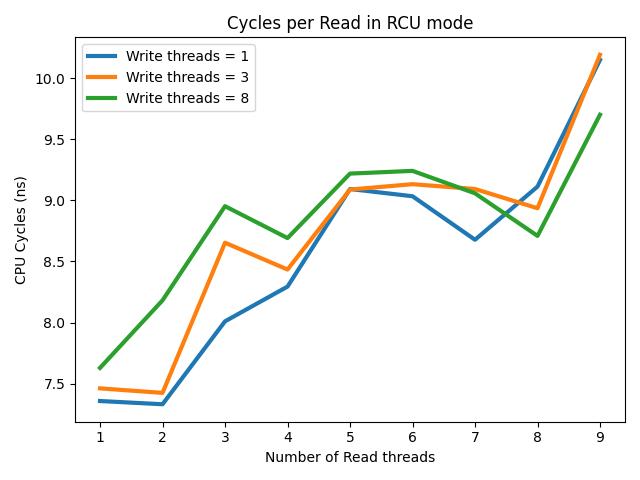 Cycles per Read in RCU mode
Write threads = 1
Write threads = 3
Write threads = 8
10.0
9.5
9.0
8.5
8.0
7.5
CPU Cycles (ns)
1 2 3 4 5 6 7 8 9
Number of Read threads